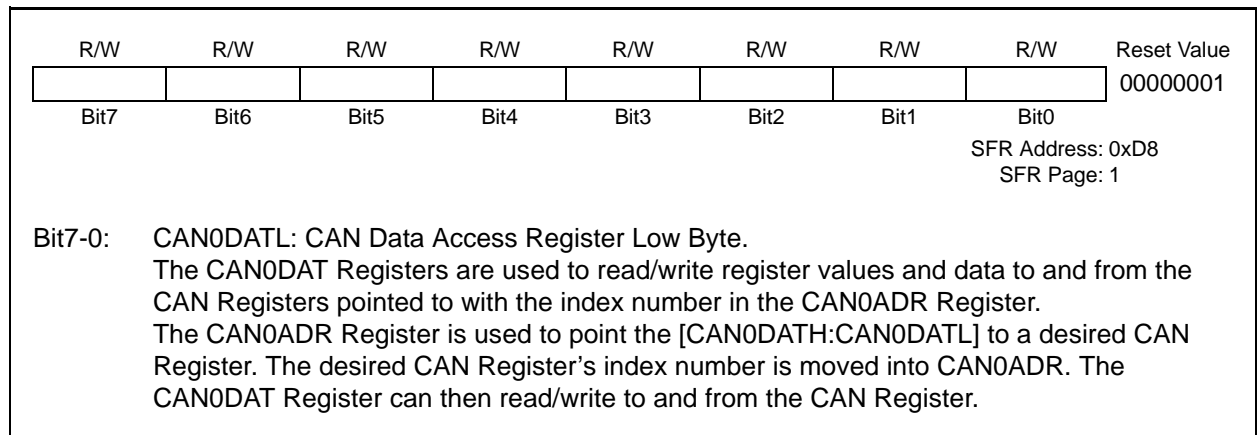 R/W R/W R/W R/W R/W R/W R/W R/W Reset Value
00000001
Bit7 Bit6 Bit5 Bit4 Bit3 Bit2 Bit1 Bit0
SFR Address: 0xD8
SFR Page: 1
Bit7-0: CAN0DATL: CAN Data Access Register Low Byte.
The CAN0DAT Registers are used to read/write register values and data to and from the
CAN Registers pointed to with the index number in the CAN0ADR Register.
The CAN0ADR Register is used to point the [CAN0DATH:CAN0DATL] to a desired CAN
Register. The desired CAN Register’s index number is moved into CAN0ADR. The
CAN0DAT Register can then read/write to and from the CAN Register.